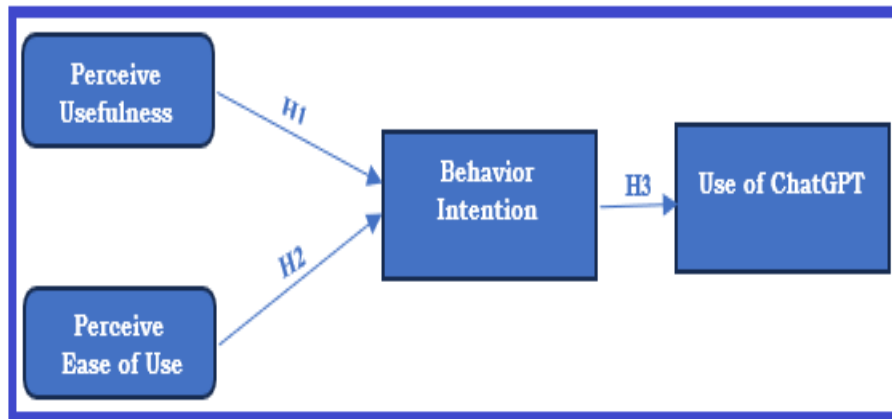 Perceive
Usefulness
H1
Behavior
Intention
H3
Use of ChatGPT
H2
Perceive
Ease of Use